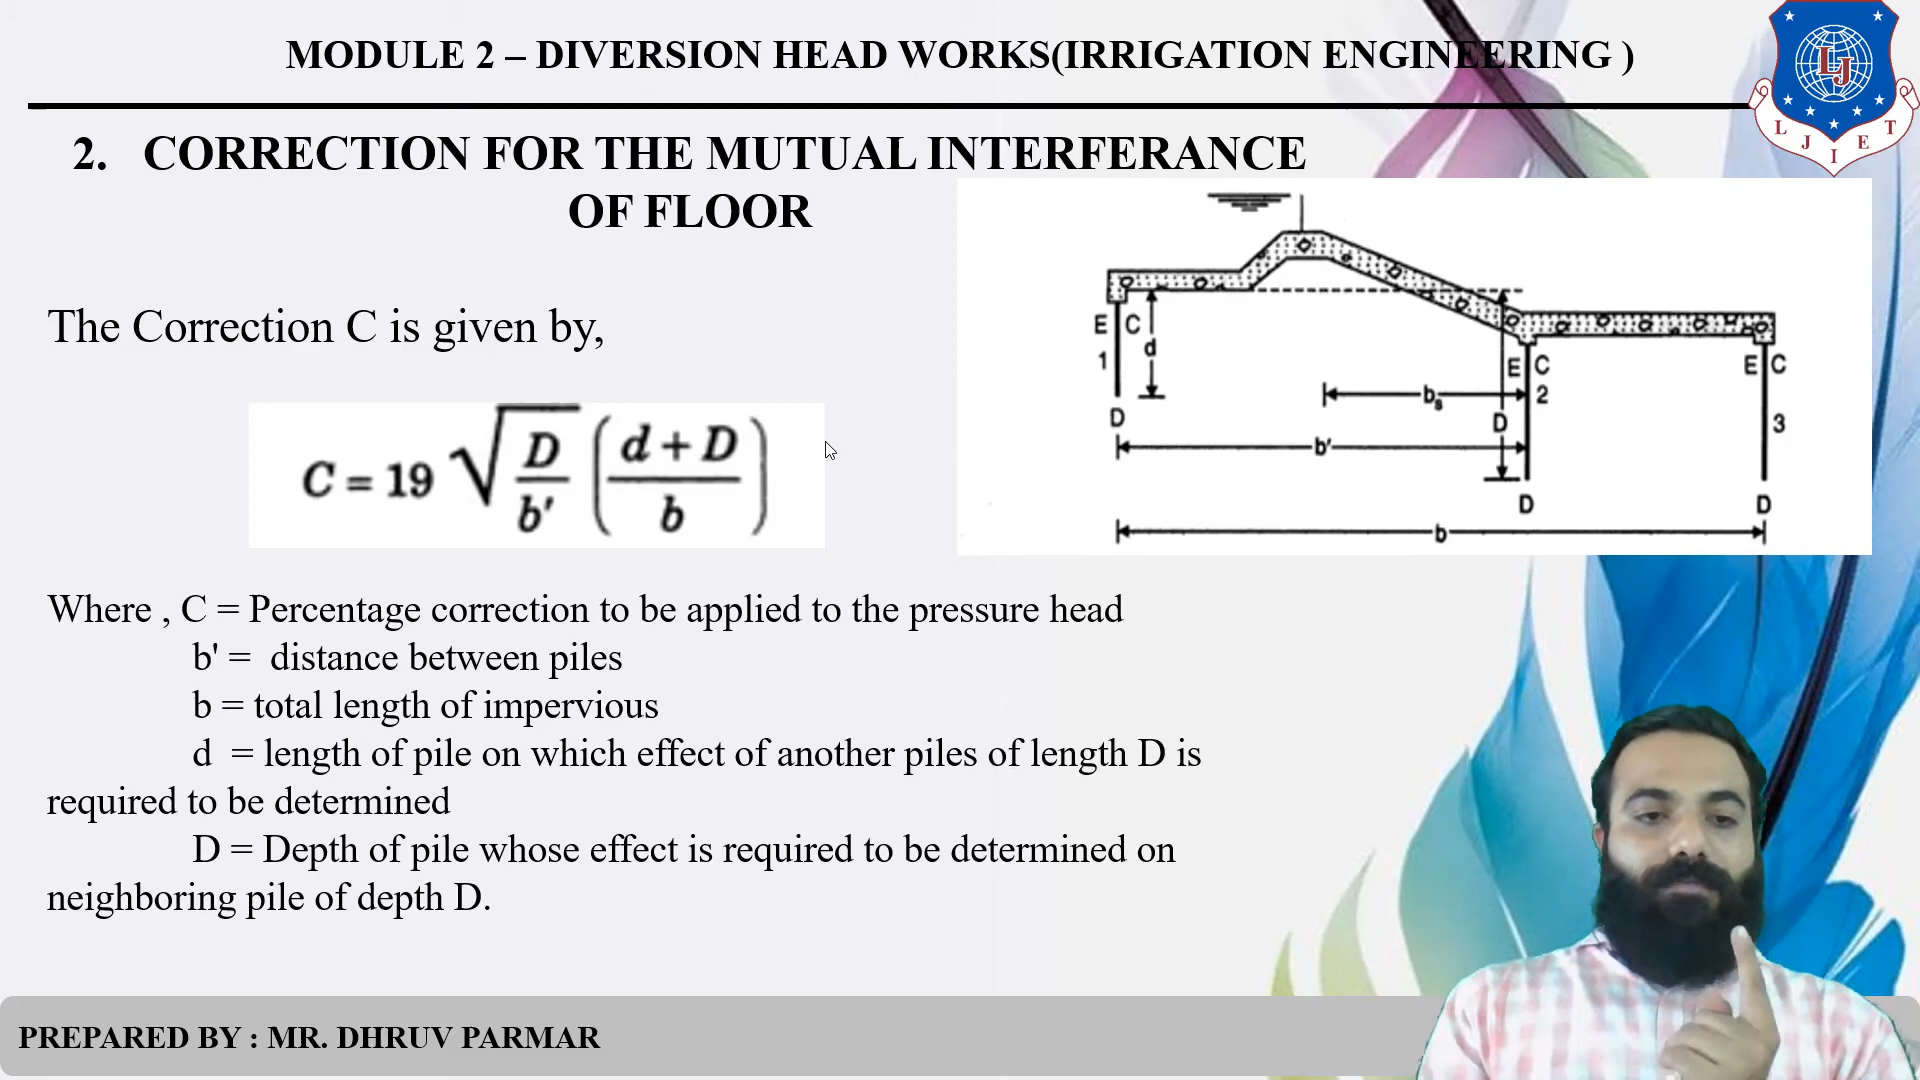 MODULE 2 – DIVERSION HEAD WORKS(IRRIGATION ENGINEERING )
LJ
L J I E T
2. CORRECTION FOR THE MUTUAL INTERFERANCE
OF FLOOR
The Correction C is given by,
C = 19 √(D/b') ((d + D)/b)
E C
1
d
D
E C
2
bs
D
b'
D
E C
3
D
b
Where , C = Percentage correction to be applied to the pressure head
b' = distance between piles
b = total length of impervious
d = length of pile on which effect of another piles of length D is
required to be determined
D = Depth of pile whose effect is required to be determined on
neighboring pile of depth D.
PREPARED BY : MR. DHRUV PARMAR